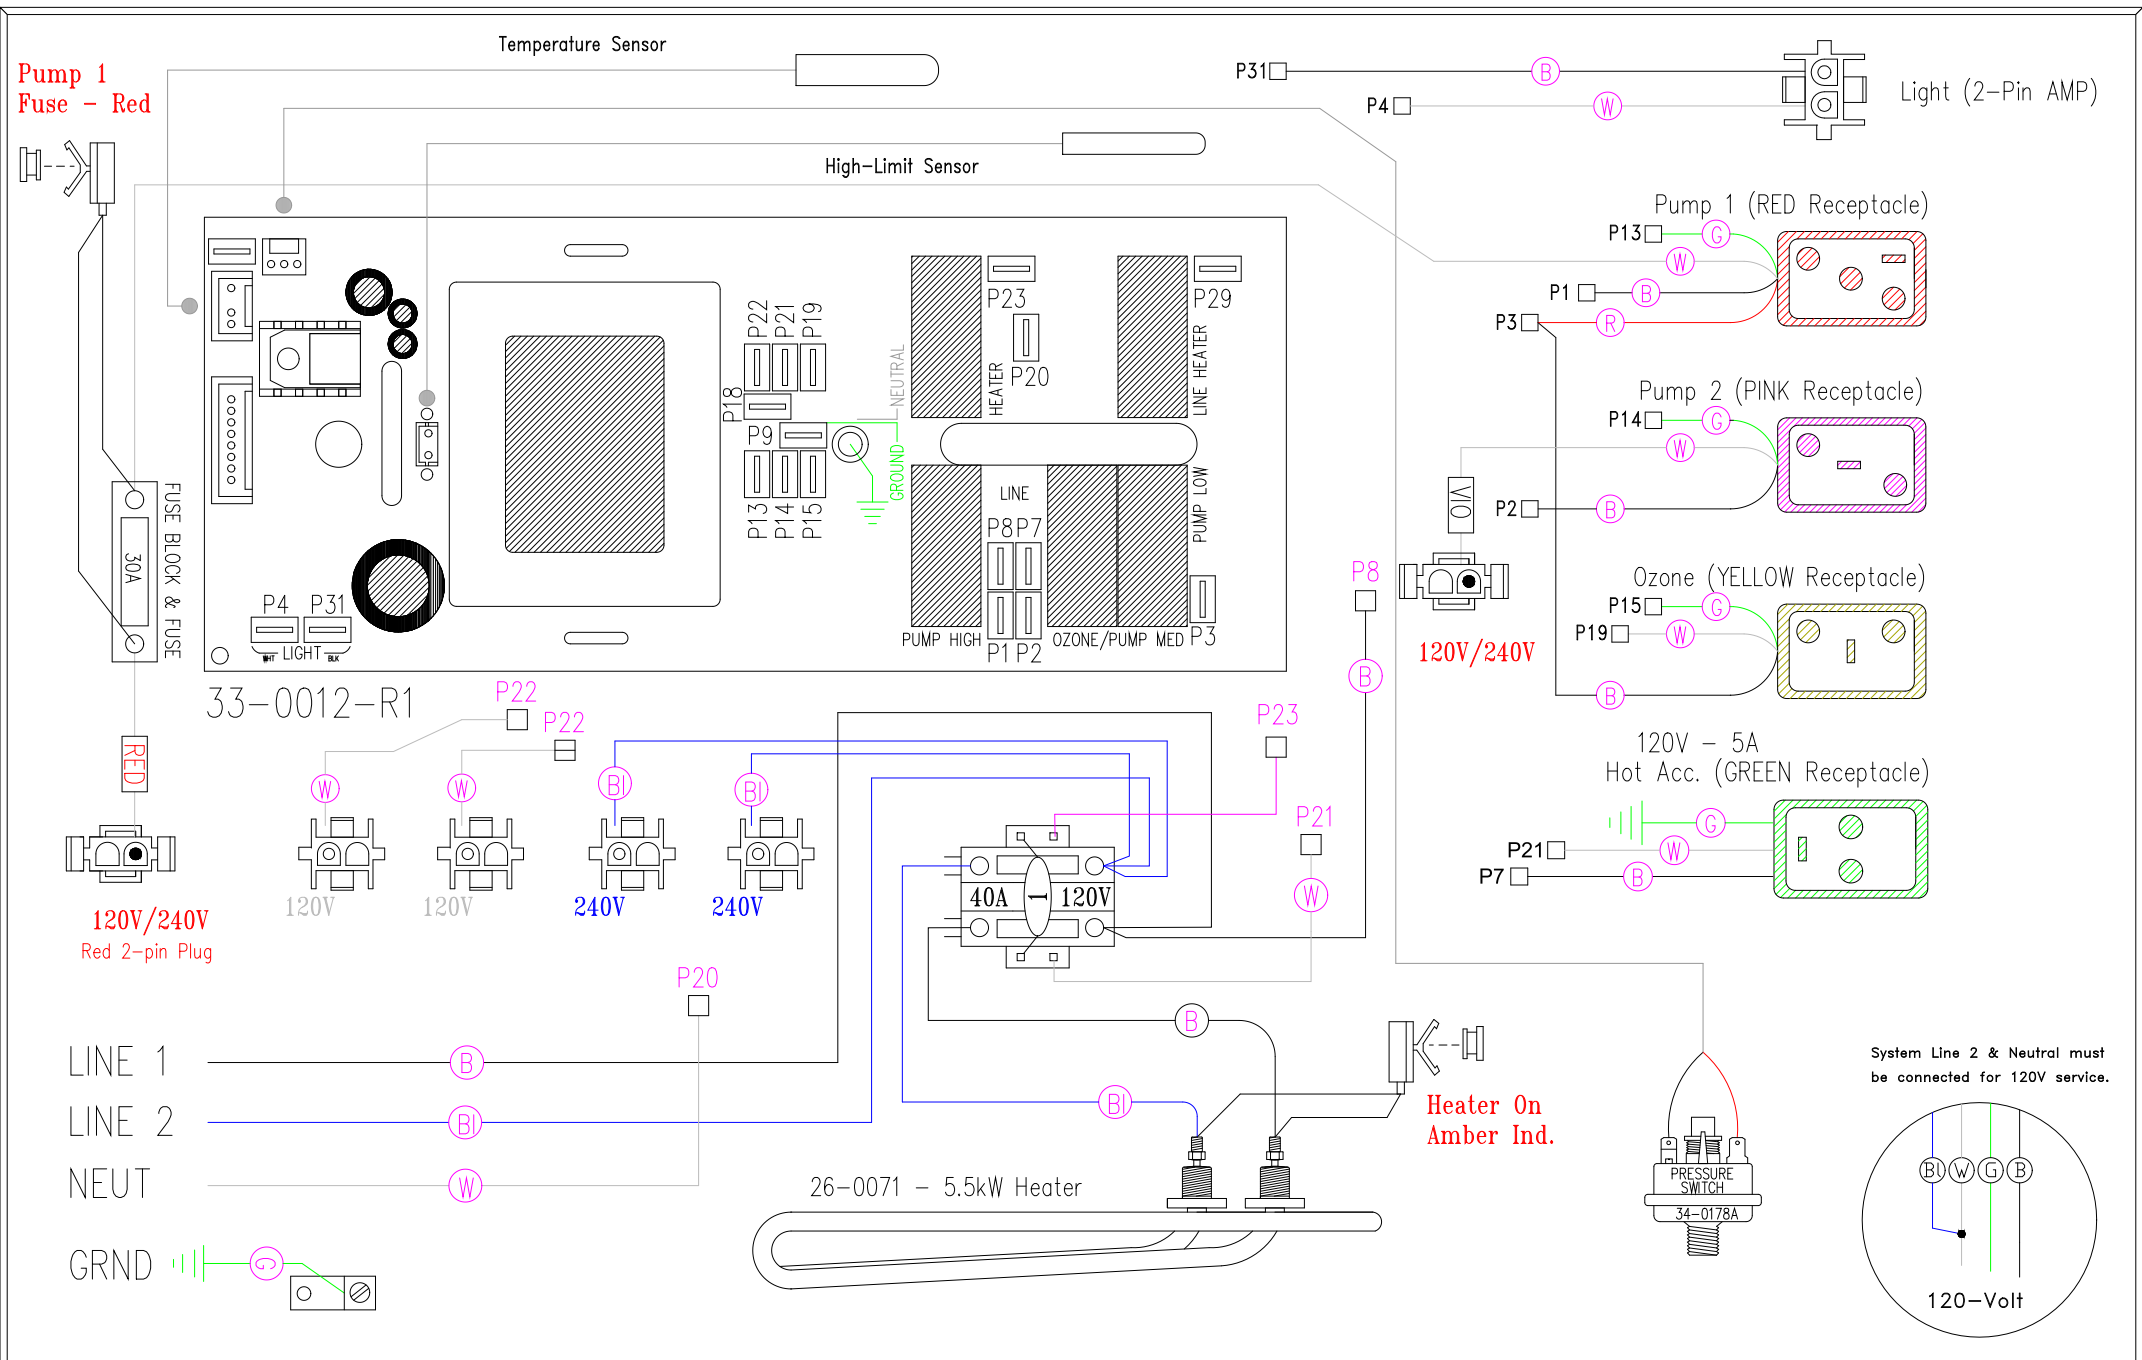 Temperature Sensor
Pump 1
Fuse - Red
High-Limit Sensor
P31
B
P4
W
Light (2-Pin AMP)
Pump 1 (RED Receptacle)
P13
G
W
P1
B
P3
R
Pump 2 (PINK Receptacle)
P14
G
W
VIO
P2
B
120V/240V
Ozone (YELLOW Receptacle)
P15
G
P19
W
B
120V - 5A
Hot Acc. (GREEN Receptacle)
G
P21
W
P7
B
FUSE BLOCK & FUSE
30A
RED
120V/240V
Red 2-pin Plug
P22
P21
P19
P18
P9
P13
P14
P15
NEUTRAL
GROUND
P23
P20
HEATER
P29
LINE HEATER
LINE
P8
P7
P1
P2
PUMP LOW
P3
PUMP HIGH
OZONE/PUMP MED
P4
P31
WHT
LIGHT
BLK
33-0012-R1
P22
P22
W
W
Bl
Bl
120V
120V
240V
240V
P8
B
P23
P21
W
40A
1
120V
P20
LINE 1
B
LINE 2
Bl
NEUT
W
GRND
G
B
Bl
Heater On
Amber Ind.
26-0071 - 5.5kW Heater
PRESSURE
SWITCH
34-0178A
System Line 2 & Neutral must
be connected for 120V service.
Bl
W
G
B
120-Volt